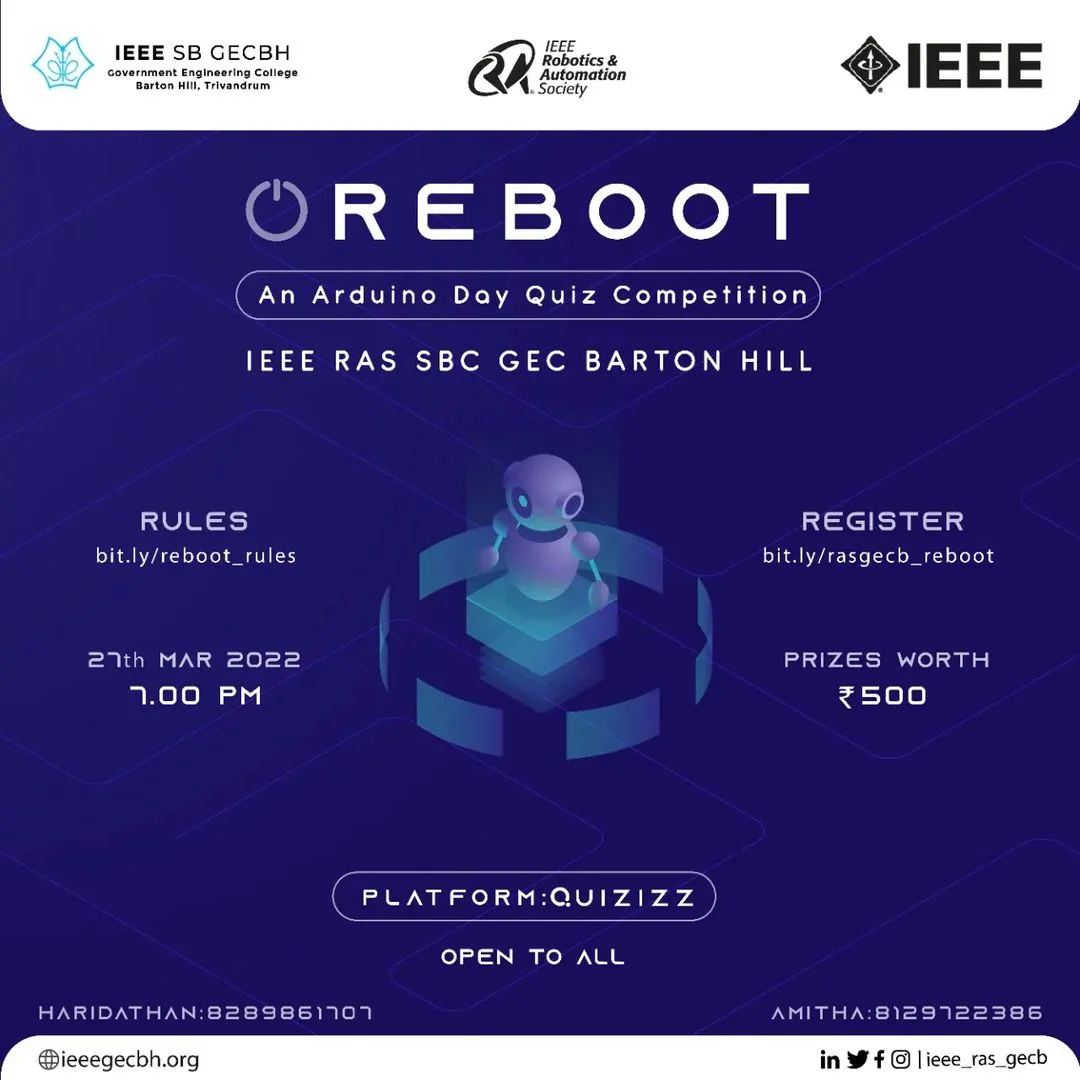 IEEE SB GECBH
Government Engineering College
Barton Hill, Trivandrum
IEEE
Robotics &
Automation
Society
IEEE
REBOOT
An Arduino Day Quiz Competition
IEEE RAS SBC GEC BARTON HILL
RULES
bit.ly/reboot_rules
REGISTER
bit.ly/rasgecb_reboot
27th MAR 2022
7.00 PM
PRIZES WORTH
₹500
PLATFORM:QUIZIZZ
OPEN TO ALL
HARIDATHAN:8289861707
AMITHA:8129722386
ieeegecbh.org
| ieee_ras_gecb